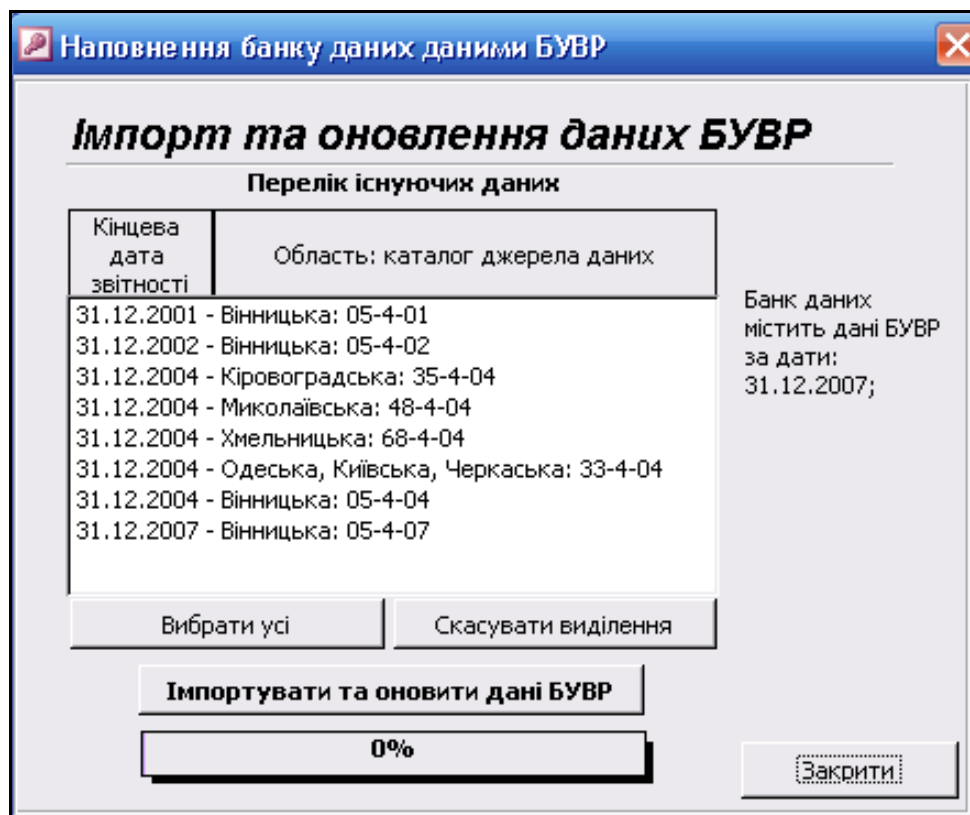 Наповнення банку даних даними БУВР
Імпорт та оновлення даних БУВР
Перелік існуючих даних
Кінцева
дата
звітності
Область: каталог джерела даних
31.12.2001 - Вінницька: 05-4-01
31.12.2002 - Вінницька: 05-4-02
31.12.2004 - Кіровоградська: 35-4-04
31.12.2004 - Миколаївська: 48-4-04
31.12.2004 - Хмельницька: 68-4-04
31.12.2004 - Одеська, Київська, Черкаська: 33-4-04
31.12.2004 - Вінницька: 05-4-04
31.12.2007 - Вінницька: 05-4-07
Банк даних
містить дані БУВР
за дати:
31.12.2007;
Вибрати усі
Скасувати виділення
Імпортувати та оновити дані БУВР
0%
Закрити